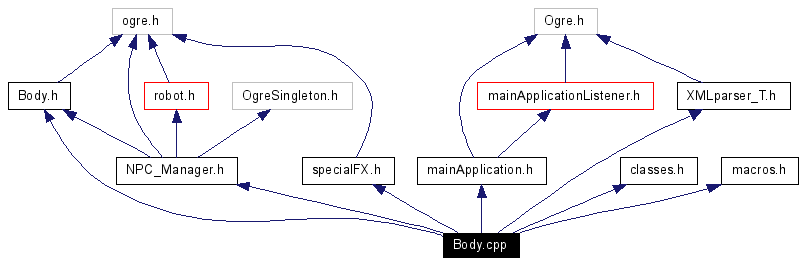 ogre.h
Ogre.h
Body.h
robot.h
OgreSingleton.h
mainApplicationListener.h
XMLparser_T.h
NPC_Manager.h
specialFX.h
mainApplication.h
classes.h
macros.h
Body.cpp